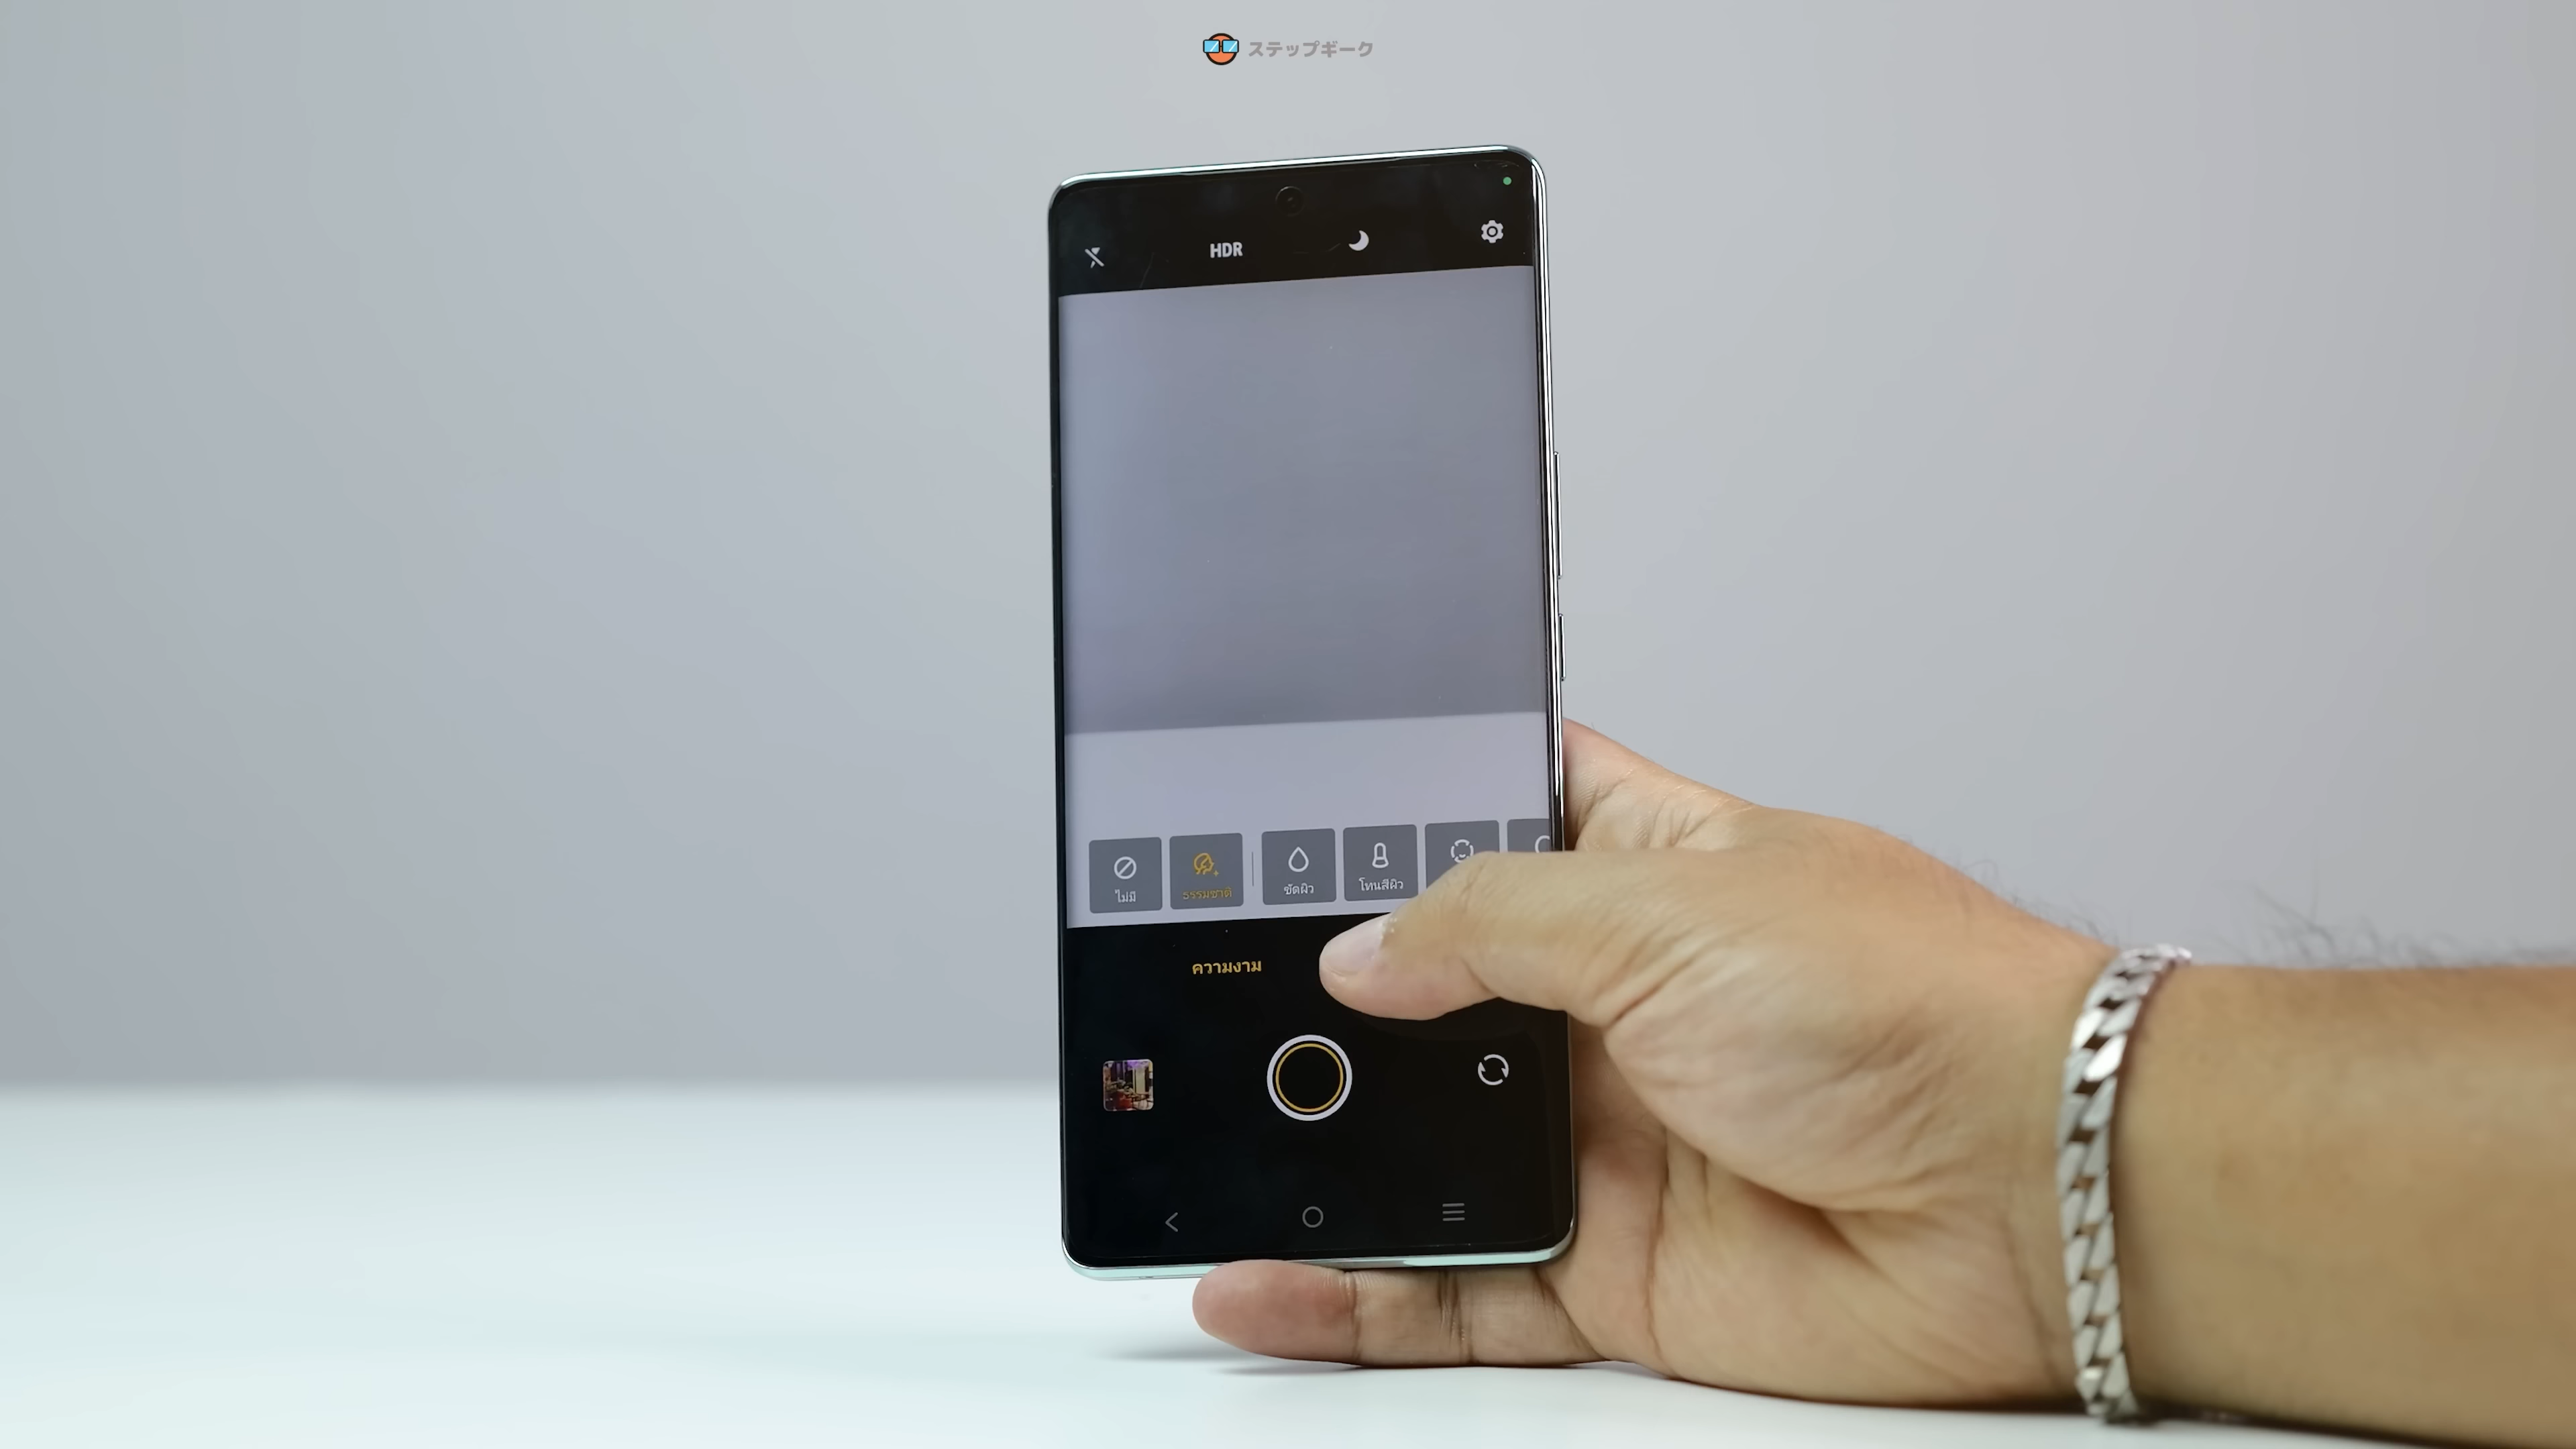 ステップギーク
HDR
ไม่มี
ธรรมชาติ
ขัดผิว
โทนสีผิว
ความงาม